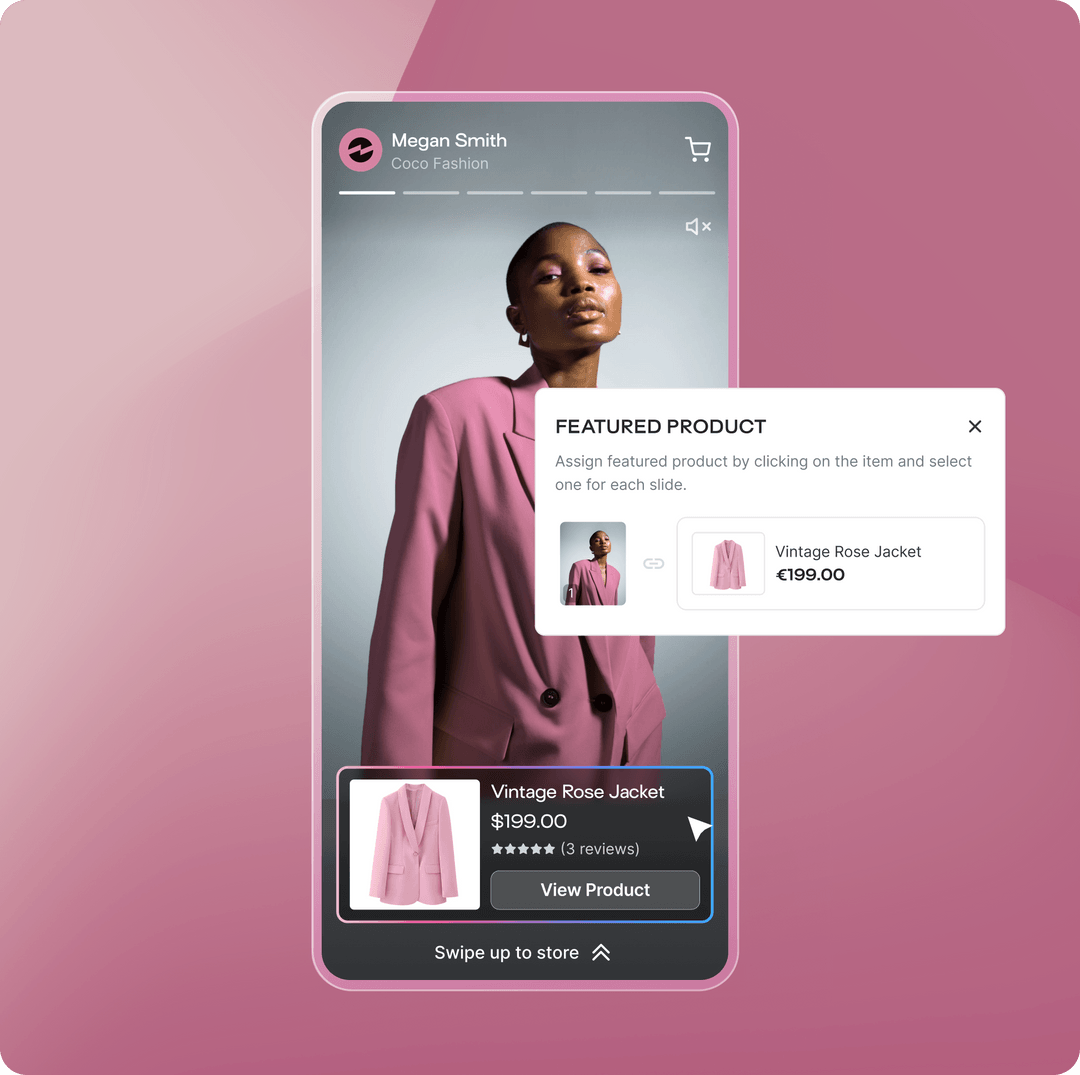 Megan Smith
Coco Fashion
FEATURED PRODUCT
Assign featured product by clicking on the item and select
one for each slide.
1
Vintage Rose Jacket
€199.00
Vintage Rose Jacket
$199.00
(3 reviews)
View Product
Swipe up to store